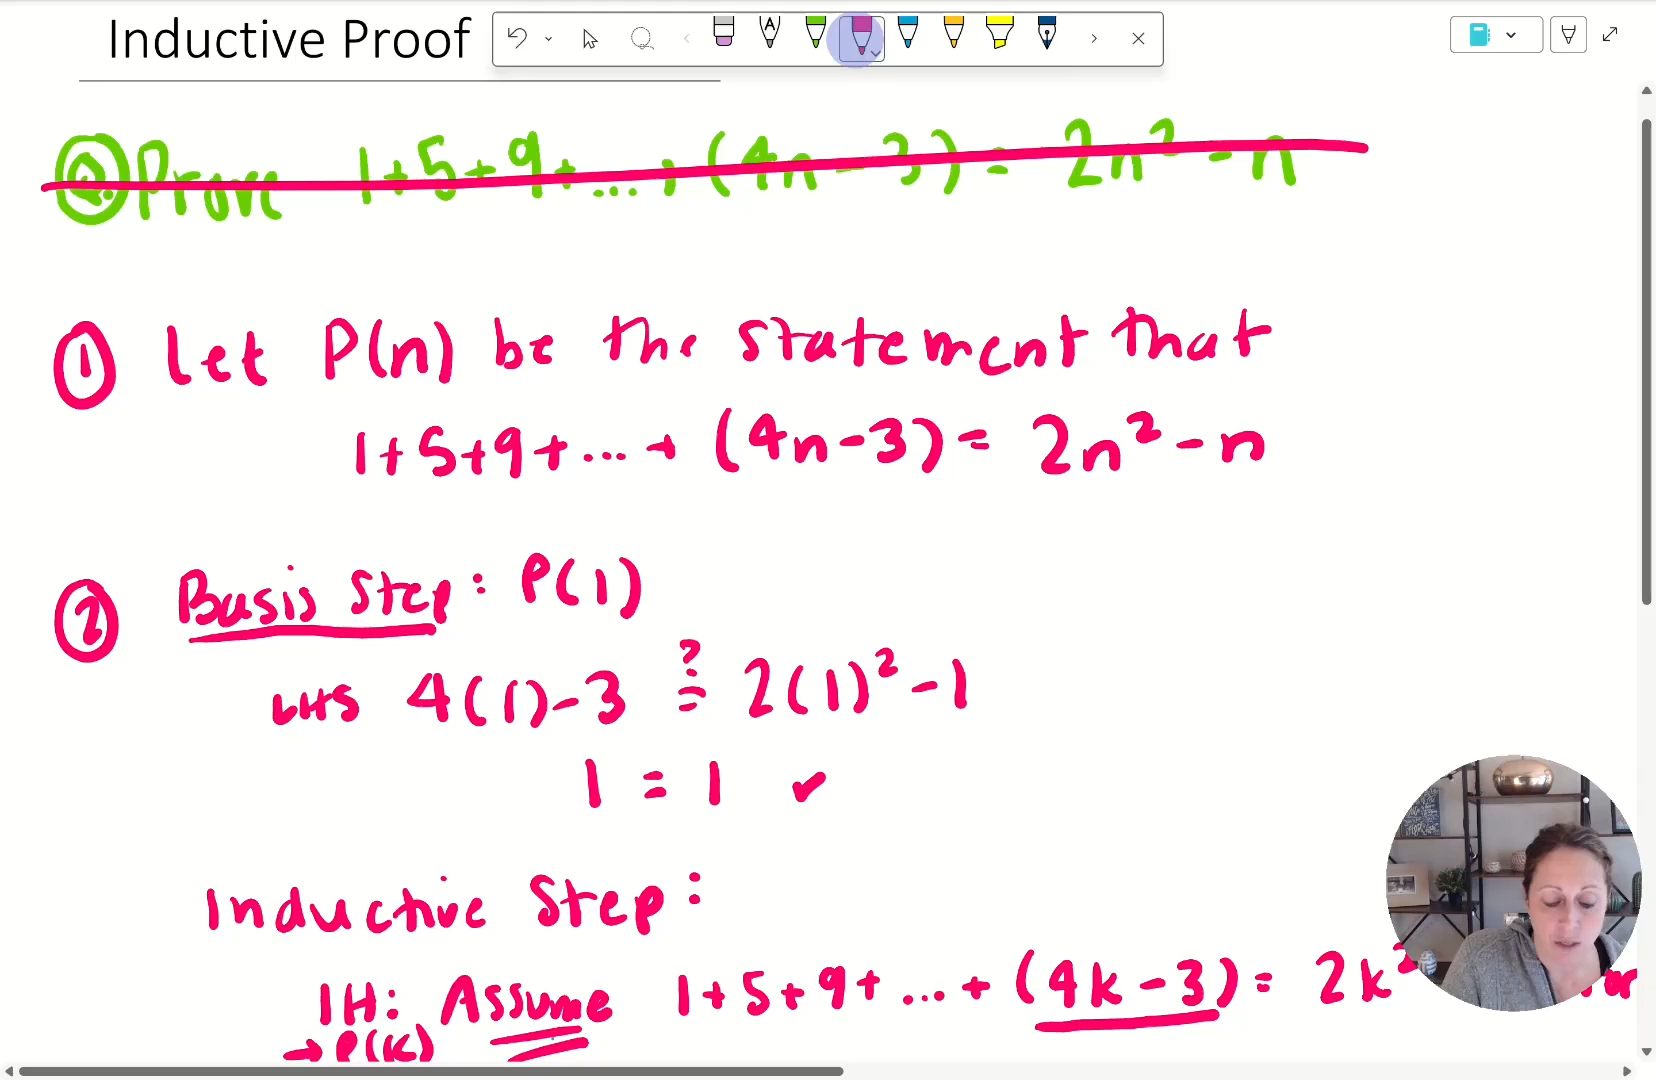 Inductive Proof
Prove 1+5+9+...+(4n-3)= 2n²-n
① Let P(n) be the statement that
1+5+9+...+(4n-3)= 2n²-n
② Basis Step: P(1)
LHS 4(1)-3 ≟ 2(1)²-1
1 = 1 ✓
Inductive Step:
IH: Assume 1+5+9+...+(4k-3)= 2k²
→P(k)